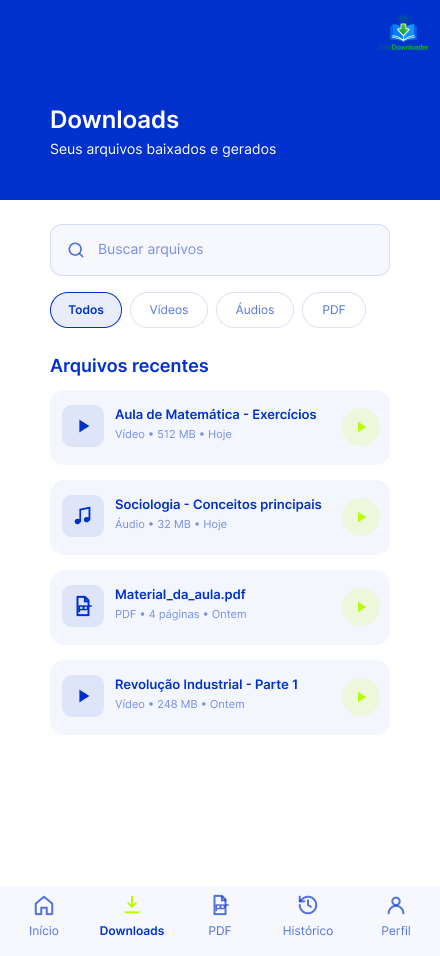 Downloader
Downloads
Seus arquivos baixados e gerados
Buscar arquivos
Todos
Vídeos
Áudios
PDF
Arquivos recentes
Aula de Matemática - Exercícios
Vídeo • 512 MB • Hoje
Sociologia - Conceitos principais
Áudio • 32 MB • Hoje
Material_da_aula.pdf
PDF • 4 páginas • Ontem
Revolução Industrial - Parte 1
Vídeo • 248 MB • Ontem
Início
Downloads
PDF
Histórico
Perfil